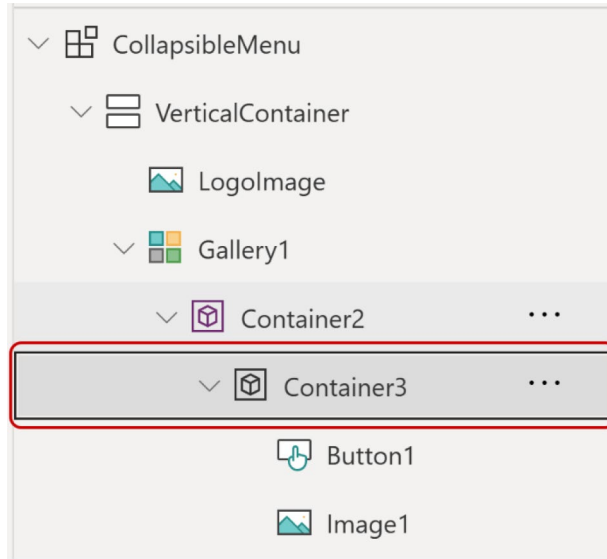 CollapsibleMenu
VerticalContainer
LogoImage
Gallery1
Container2
Container3
Button1
Image1